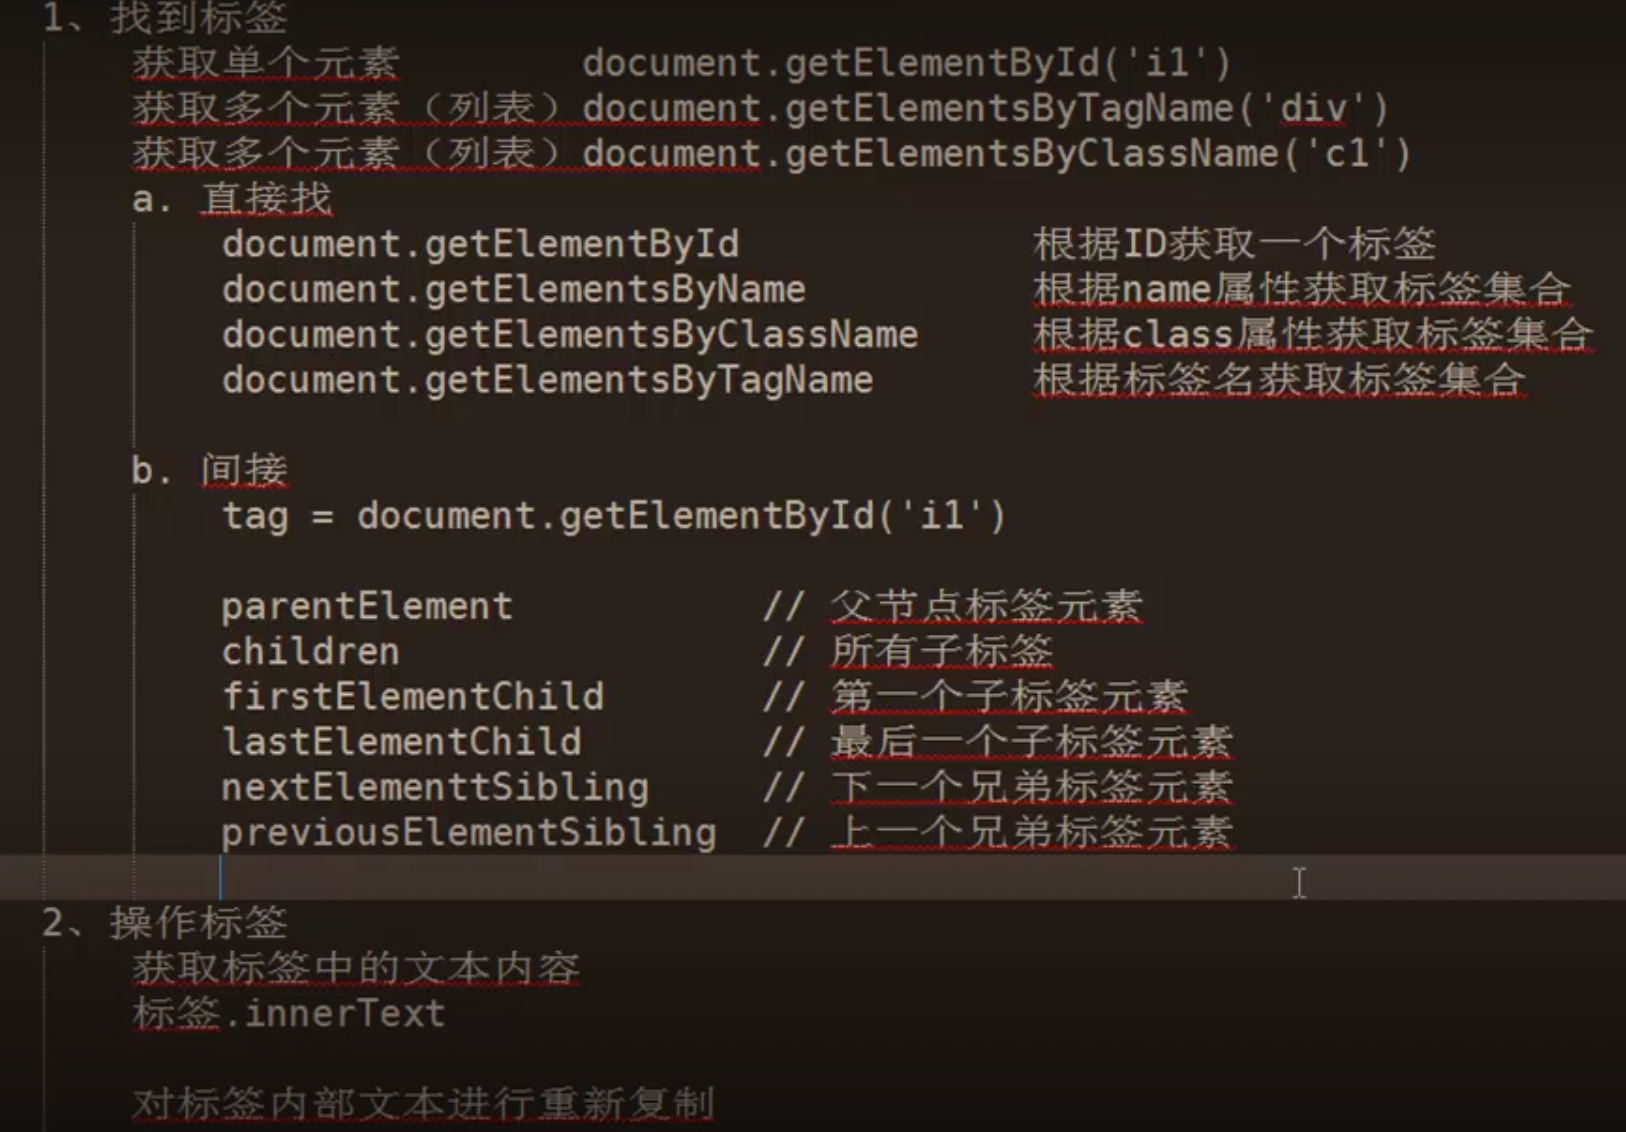 1、找到标签
获取单个元素 document.getElementById('i1')
获取多个元素（列表）document.getElementsByTagName('div')
获取多个元素（列表）document.getElementsByClassName('c1')
a. 直接找
document.getElementById 根据ID获取一个标签
document.getElementsByName 根据name属性获取标签集合
document.getElementsByClassName 根据class属性获取标签集合
document.getElementsByTagName 根据标签名获取标签集合
b. 间接
tag = document.getElementById('i1')
parentElement // 父节点标签元素
children // 所有子标签
firstElementChild // 第一个子标签元素
lastElementChild // 最后一个子标签元素
nextElementtSibling // 下一个兄弟标签元素
previousElementSibling // 上一个兄弟标签元素
2、操作标签
获取标签中的文本内容
标签.innerText
对标签内部文本进行重新复制